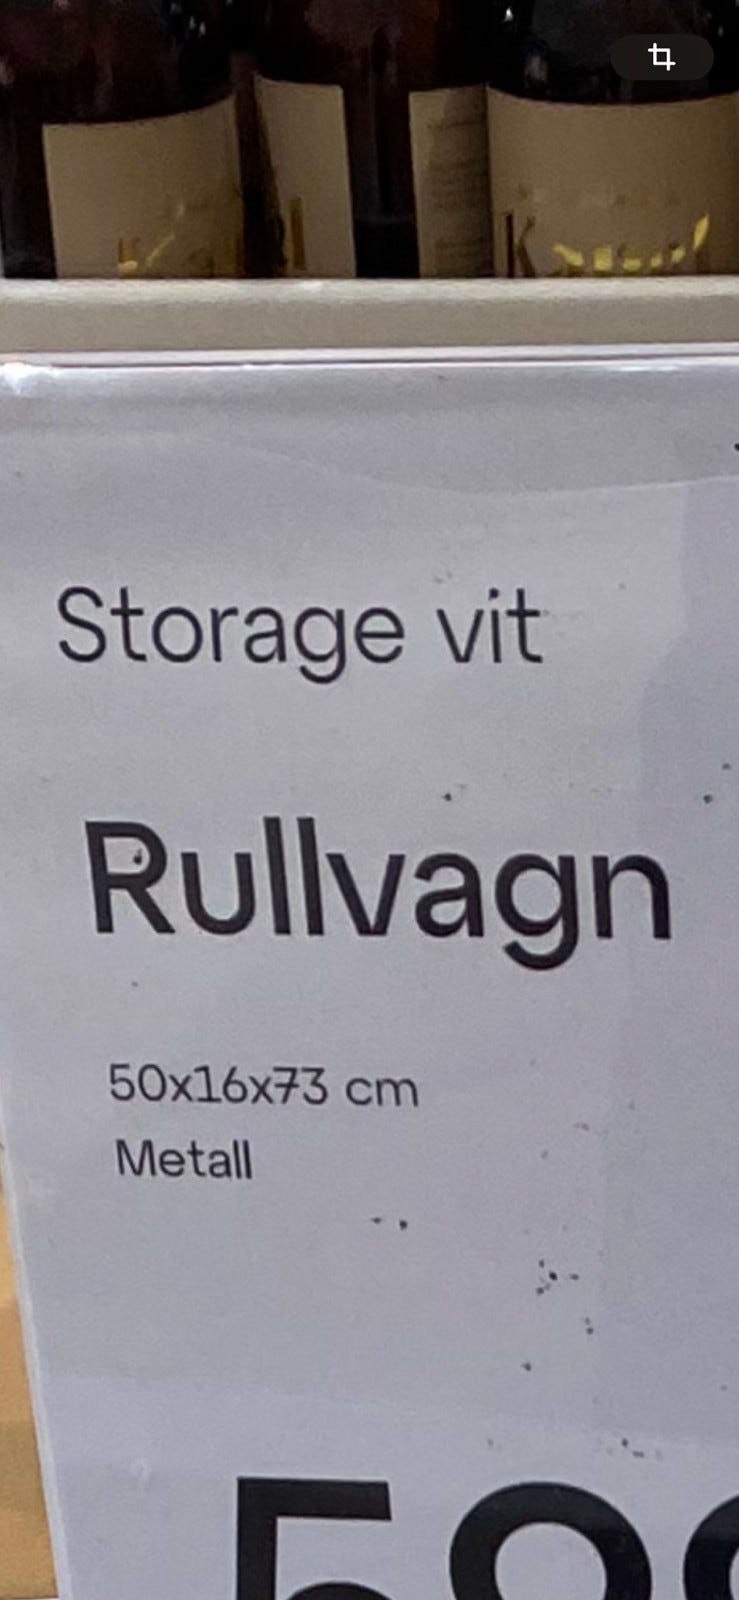 Storage vit
Rullvagn
50x16x73 cm
Metall